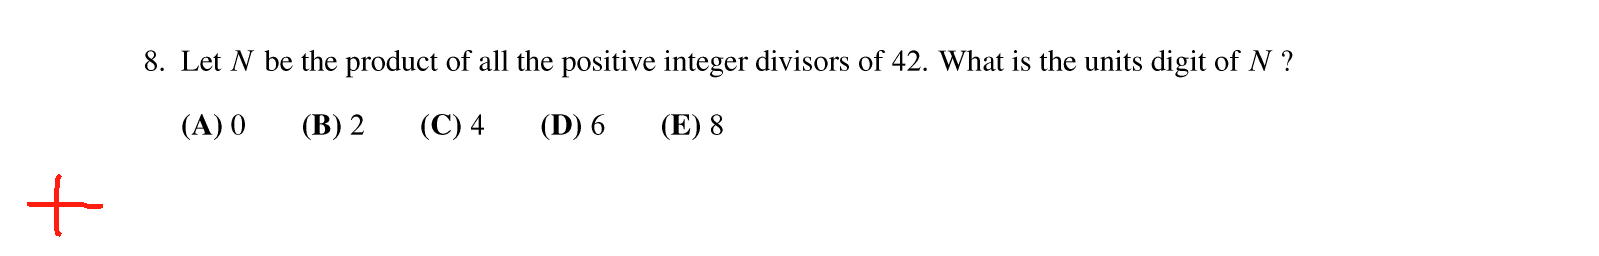 8. Let N be the product of all the positive integer divisors of 42. What is the units digit of N ?
(A) 0 (B) 2 (C) 4 (D) 6 (E) 8